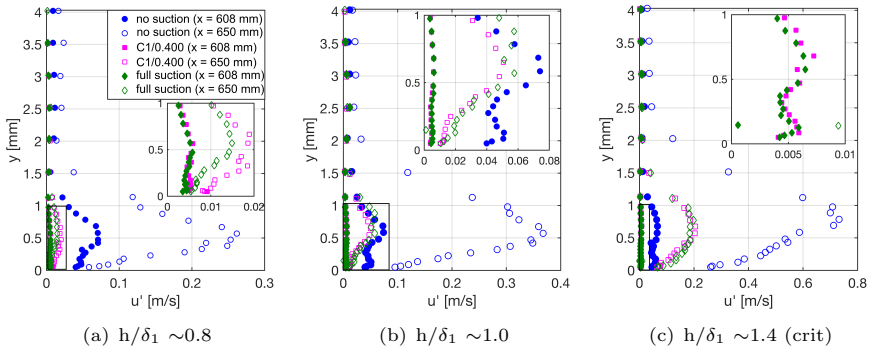 no suction (x = 608 mm)
no suction (x = 650 mm)
C1/0.400 (x = 608 mm)
C1/0.400 (x = 650 mm)
full suction (x = 608 mm)
full suction (x = 650 mm)
y [mm]
4
3.5
3
2.5
2
1.5
1
0.5
0
1
0.5
0
0 0.01 0.02
0 0.1 0.2 0.3
u' [m/s]
(a) h/δ₁ ~0.8
y [mm]
4
3.5
3
2.5
2
1.5
1
0.5
0
1
0.5
0
0 0.02 0.04 0.06 0.08
0 0.1 0.2 0.3 0.4
u' [m/s]
(b) h/δ₁ ~1.0
y [mm]
4
3.5
3
2.5
2
1.5
1
0.5
0
1
0.5
0
0 0.005 0.01
0 0.2 0.4 0.6 0.8
u' [m/s]
(c) h/δ₁ ~1.4 (crit)